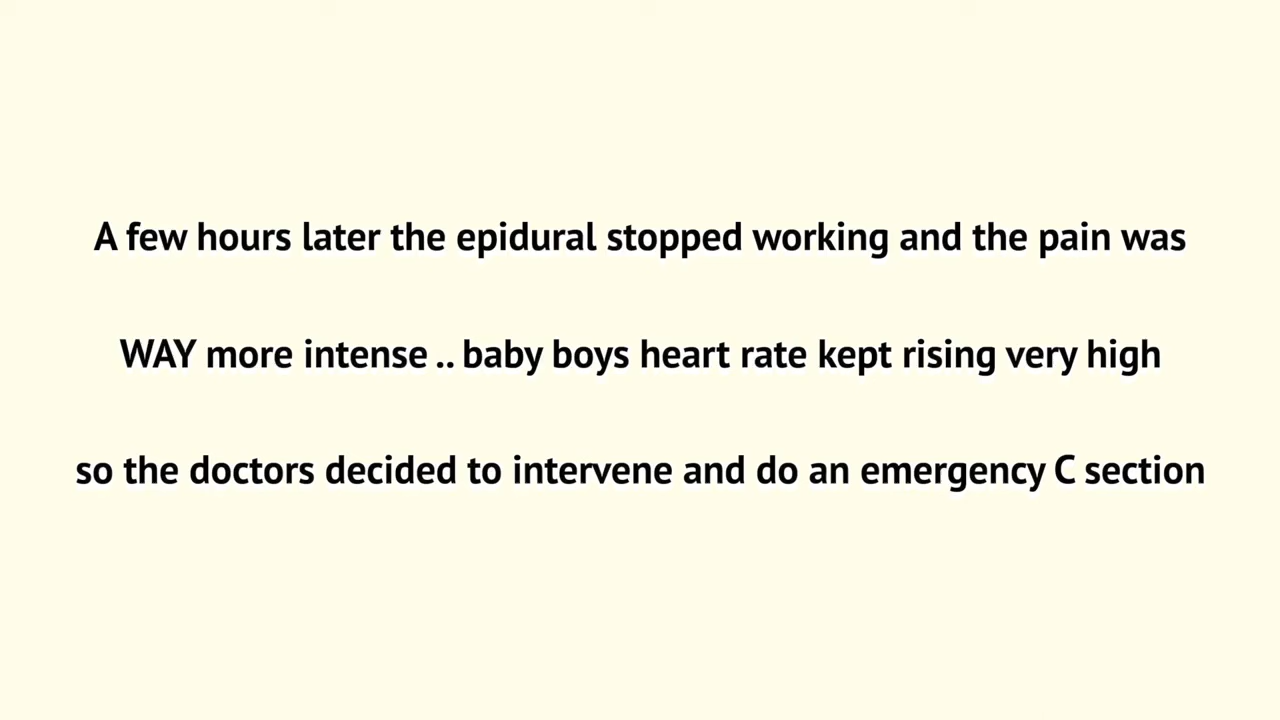 A few hours later the epidural stopped working and the pain was
WAY more intense .. baby boys heart rate kept rising very high
so the doctors decided to intervene and do an emergency C section